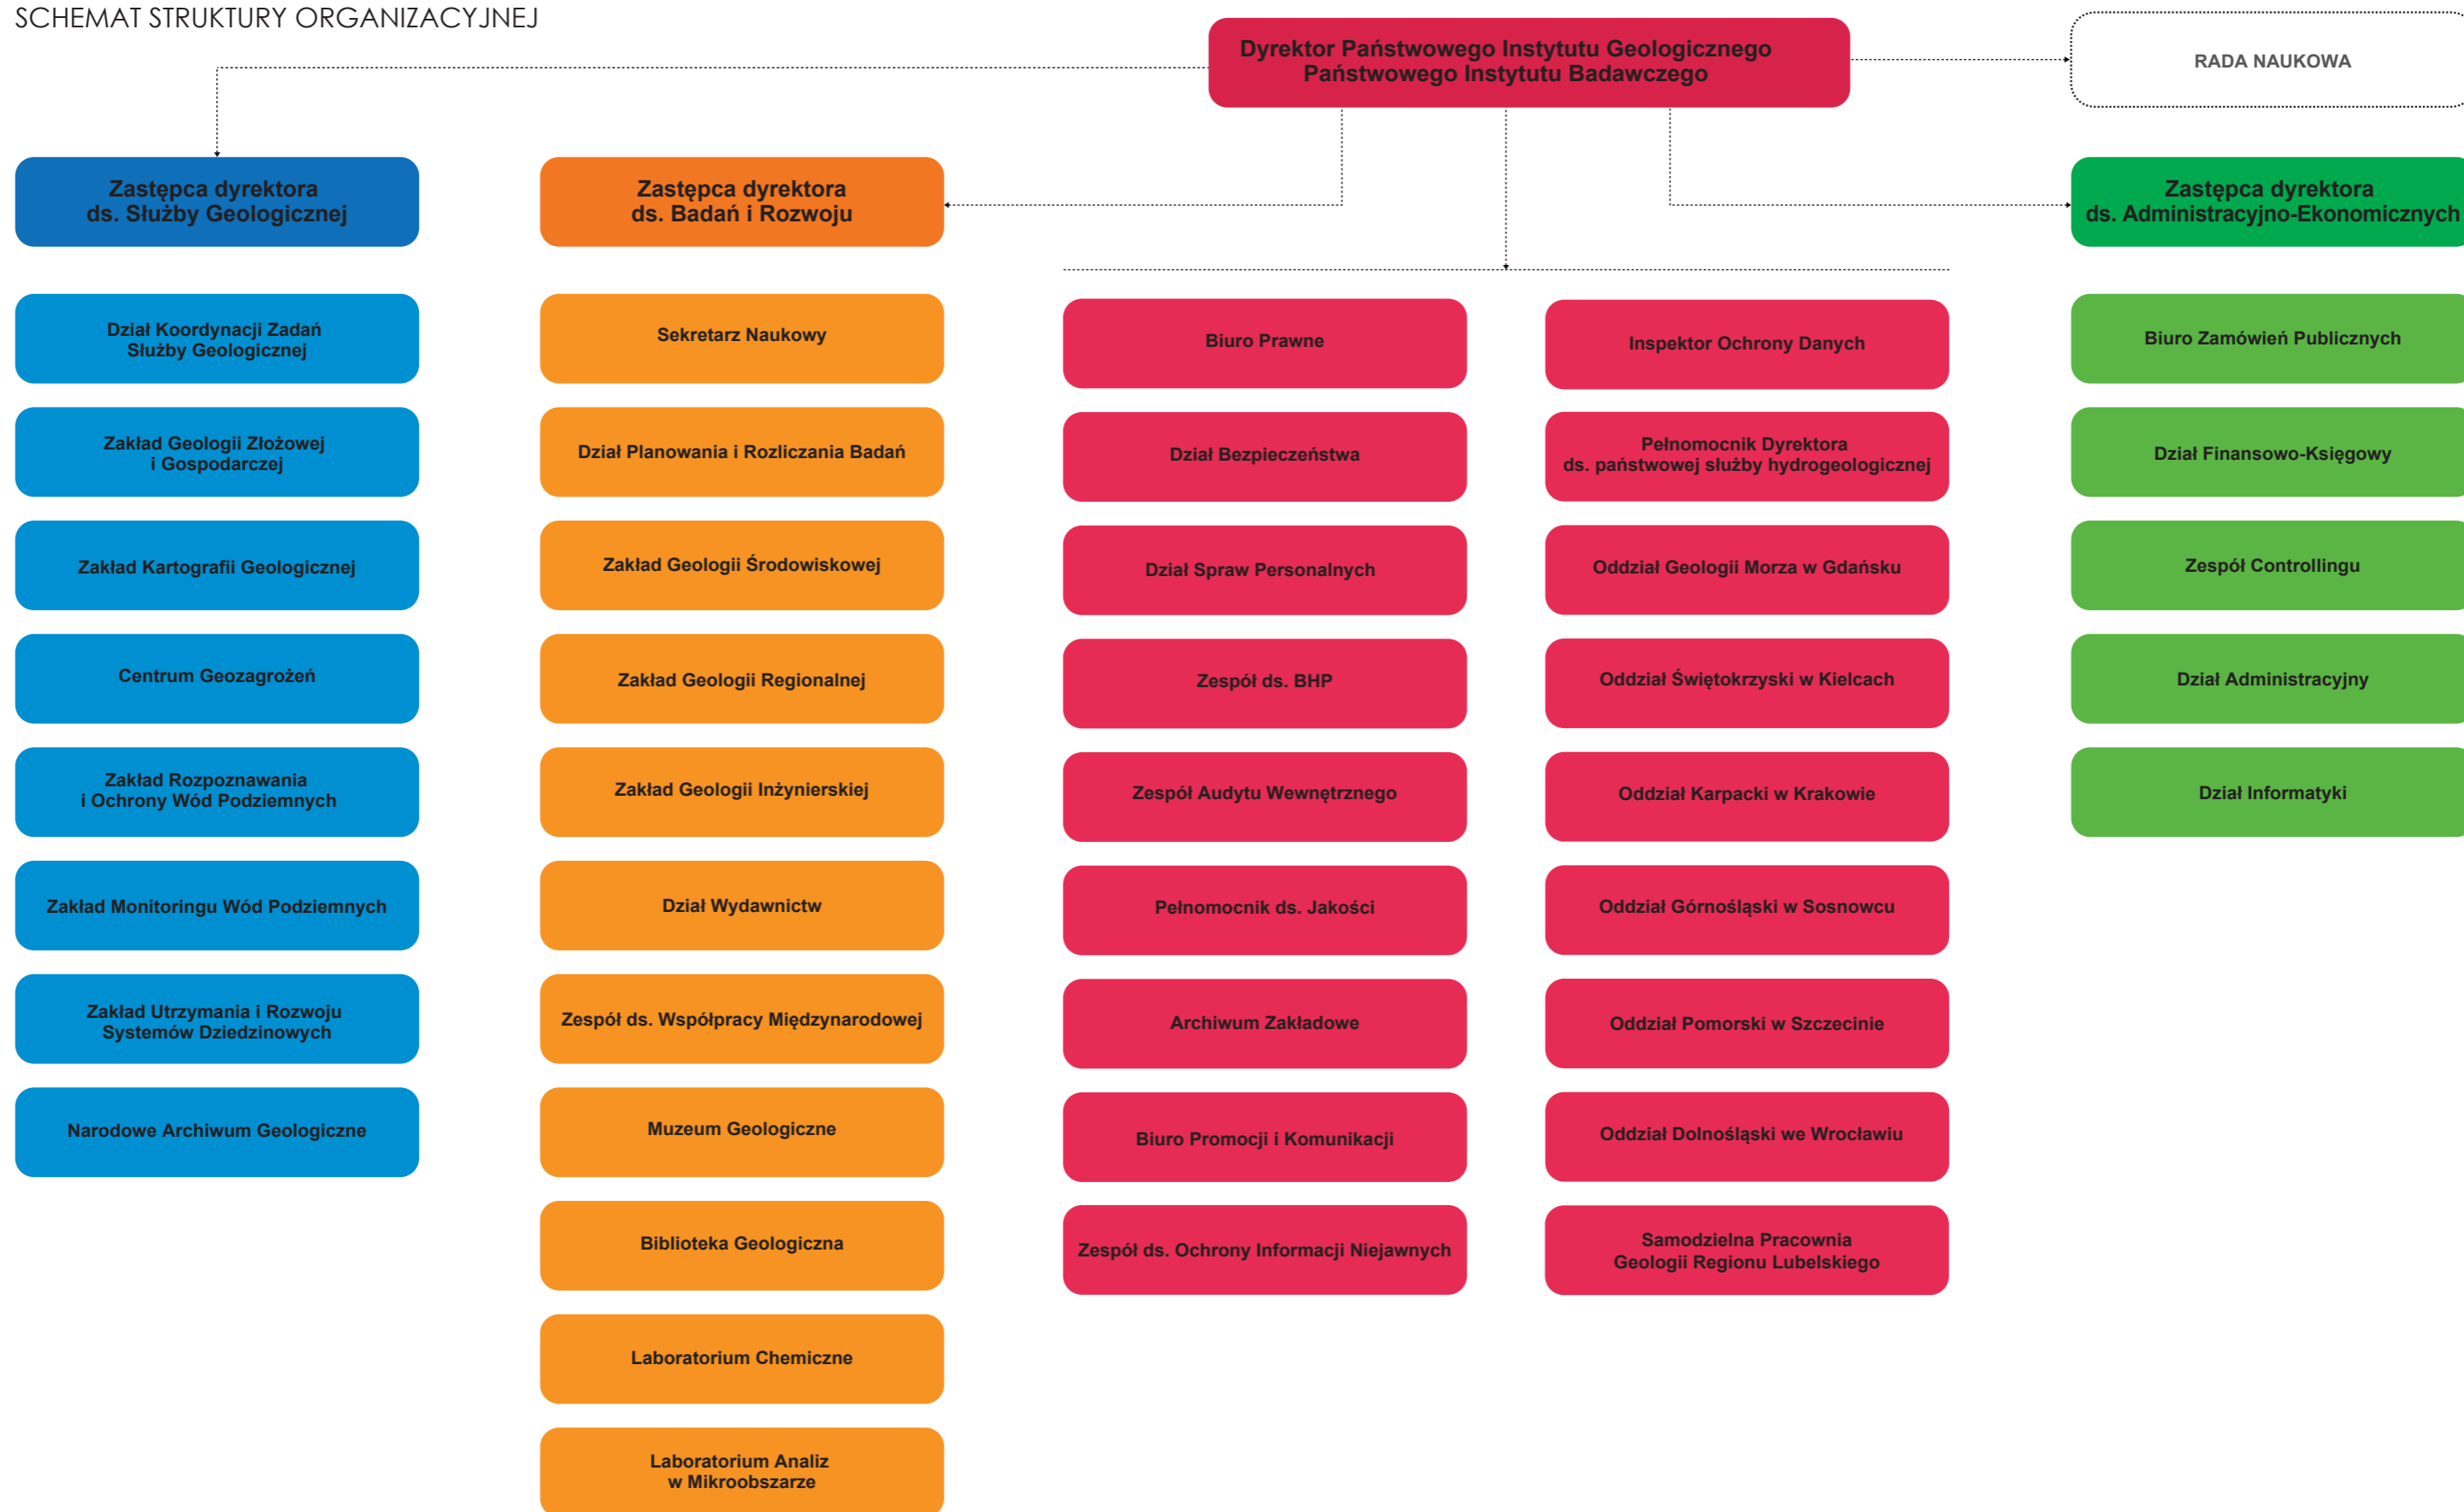 SCHEMAT STRUKTURY ORGANIZACYJNEJ
Dyrektor Państwowego Instytutu Geologicznego
Państwowego Instytutu Badawczego
RADA NAUKOWA
Zastępca dyrektora
ds. Służby Geologicznej
Zastępca dyrektora
ds. Badań i Rozwoju
Zastępca dyrektora
ds. Administracyjno-Ekonomicznych
Dział Koordynacji Zadań
Służby Geologicznej
Zakład Geologii Złożowej
i Gospodarczej
Zakład Kartografii Geologicznej
Centrum Geozagrożeń
Zakład Rozpoznawania
i Ochrony Wód Podziemnych
Zakład Monitoringu Wód Podziemnych
Zakład Utrzymania i Rozwoju
Systemów Dziedzinowych
Narodowe Archiwum Geologiczne
Sekretarz Naukowy
Dział Planowania i Rozliczania Badań
Zakład Geologii Środowiskowej
Zakład Geologii Regionalnej
Zakład Geologii Inżynierskiej
Dział Wydawnictw
Zespół ds. Współpracy Międzynarodowej
Muzeum Geologiczne
Biblioteka Geologiczna
Laboratorium Chemiczne
Laboratorium Analiz
w Mikroobszarze
Biuro Prawne
Dział Bezpieczeństwa
Dział Spraw Personalnych
Zespół ds. BHP
Zespół Audytu Wewnętrznego
Pełnomocnik ds. Jakości
Archiwum Zakładowe
Biuro Promocji i Komunikacji
Zespół ds. Ochrony Informacji Niejawnych
Inspektor Ochrony Danych
Pełnomocnik Dyrektora
ds. państwowej służby hydrogeologicznej
Oddział Geologii Morza w Gdańsku
Oddział Świętokrzyski w Kielcach
Oddział Karpacki w Krakowie
Oddział Górnośląski w Sosnowcu
Oddział Pomorski w Szczecinie
Oddział Dolnośląski we Wrocławiu
Samodzielna Pracownia
Geologii Regionu Lubelskiego
Biuro Zamówień Publicznych
Dział Finansowo-Księgowy
Zespół Controllingu
Dział Administracyjny
Dział Informatyki